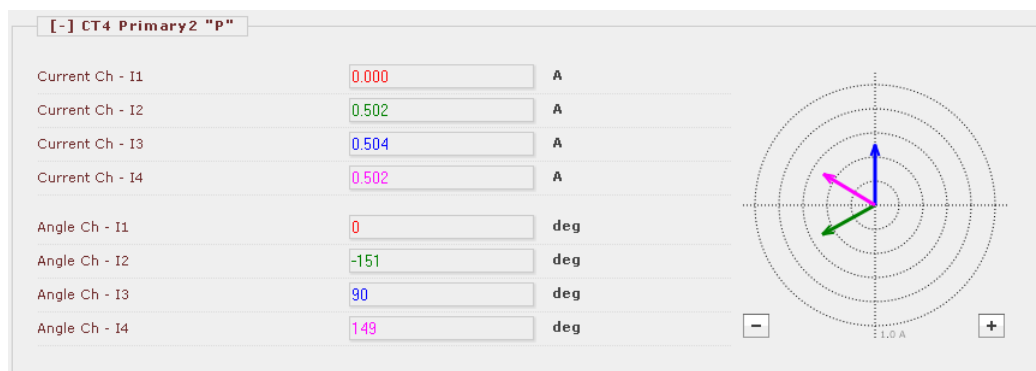 [-] CT4 Primary2 "P"
Current Ch - I1 0.000 A
Current Ch - I2 0.502 A
Current Ch - I3 0.504 A
Current Ch - I4 0.502 A
Angle Ch - I1 0 deg
Angle Ch - I2 -151 deg
Angle Ch - I3 90 deg
Angle Ch - I4 149 deg
- 1.0 A +